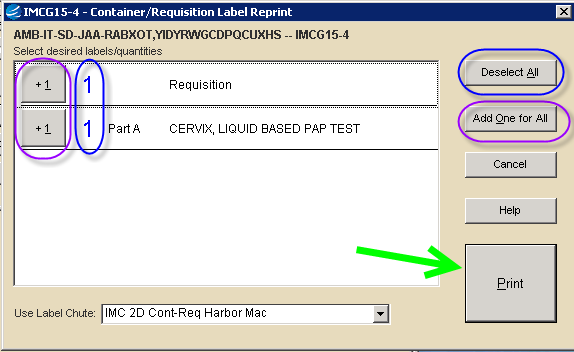 IMCG15-4 - Container/Requisition Label Reprint
AMB-IT-SD-JAA-RABXOT,YIDYRWGCDPQCUXHS -- IMCG15-4
Select desired labels/quantities
+ 1 1 Requisition
+ 1 1 Part A CERVIX, LIQUID BASED PAP TEST
Deselect All
Add One for All
Cancel
Help
Print
Use Label Chute: IMC 2D Cont-Req Harbor Mac